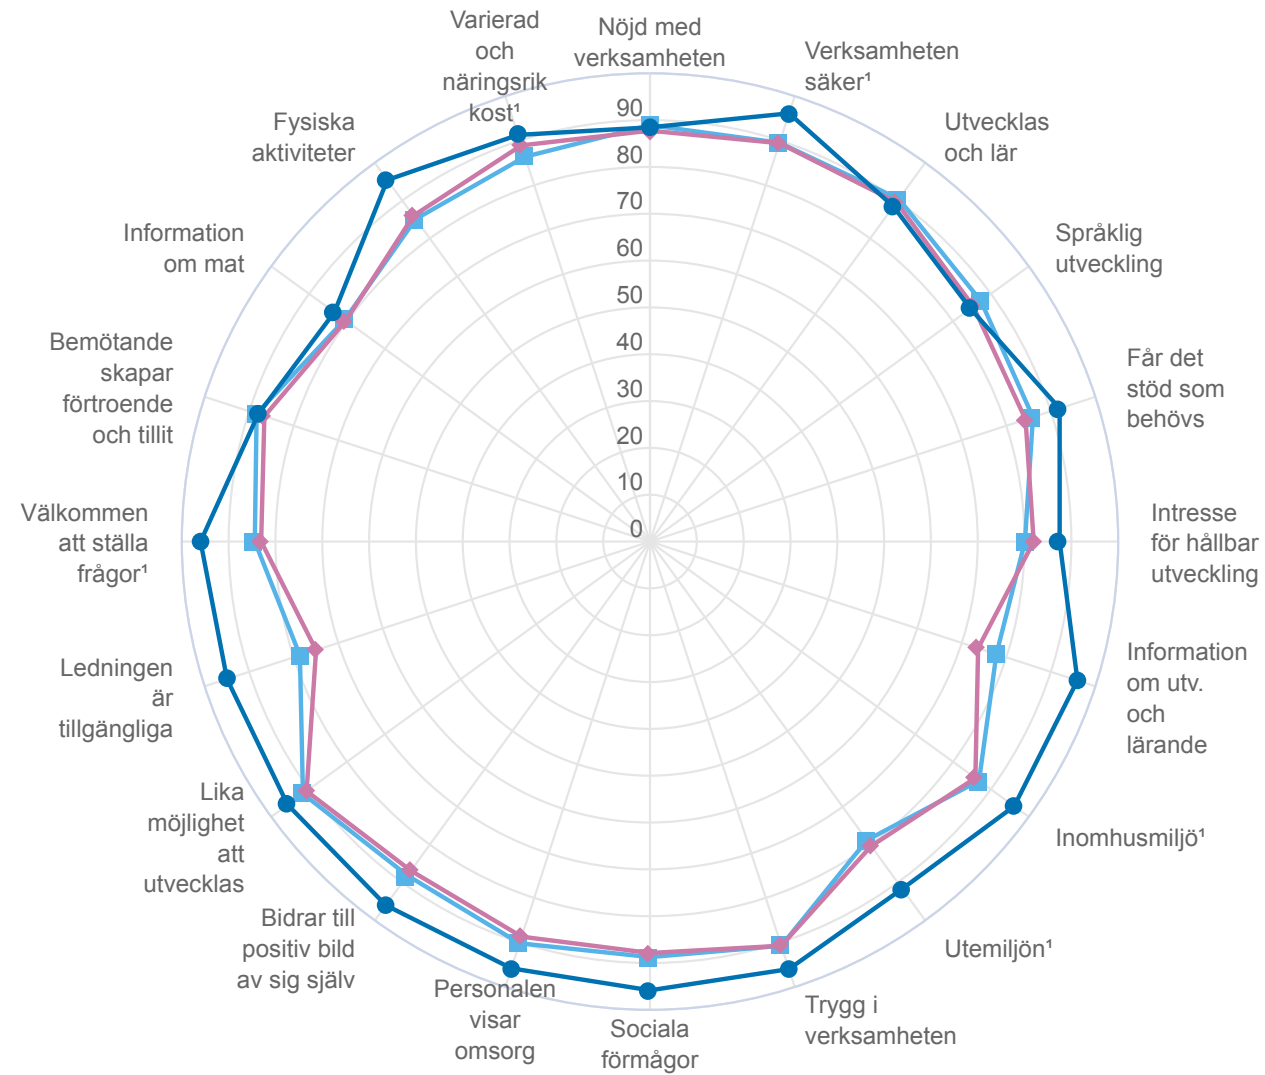 Nöjd med
verksamheten
Verksamheten
säker¹
Utvecklas
och lär
Språklig
utveckling
Får det
stöd som
behövs
Intresse
för hållbar
utveckling
Information
om utv.
och
lärande
Inomhusmiljö¹
Utemiljön¹
Trygg i
verksamheten
Sociala
förmågor
Personalen
visar
omsorg
Bidrar till
positiv bild
av sig själv
Lika
möjlighet
att
utvecklas
Ledningen
är
tillgängliga
Välkommen
att ställa
frågor¹
Bemötande
skapar
förtroende
och tillit
Information
om mat
Fysiska
aktiviteter
Varierad
och
näringsrik
kost¹
90
80
70
60
50
40
30
20
10
0